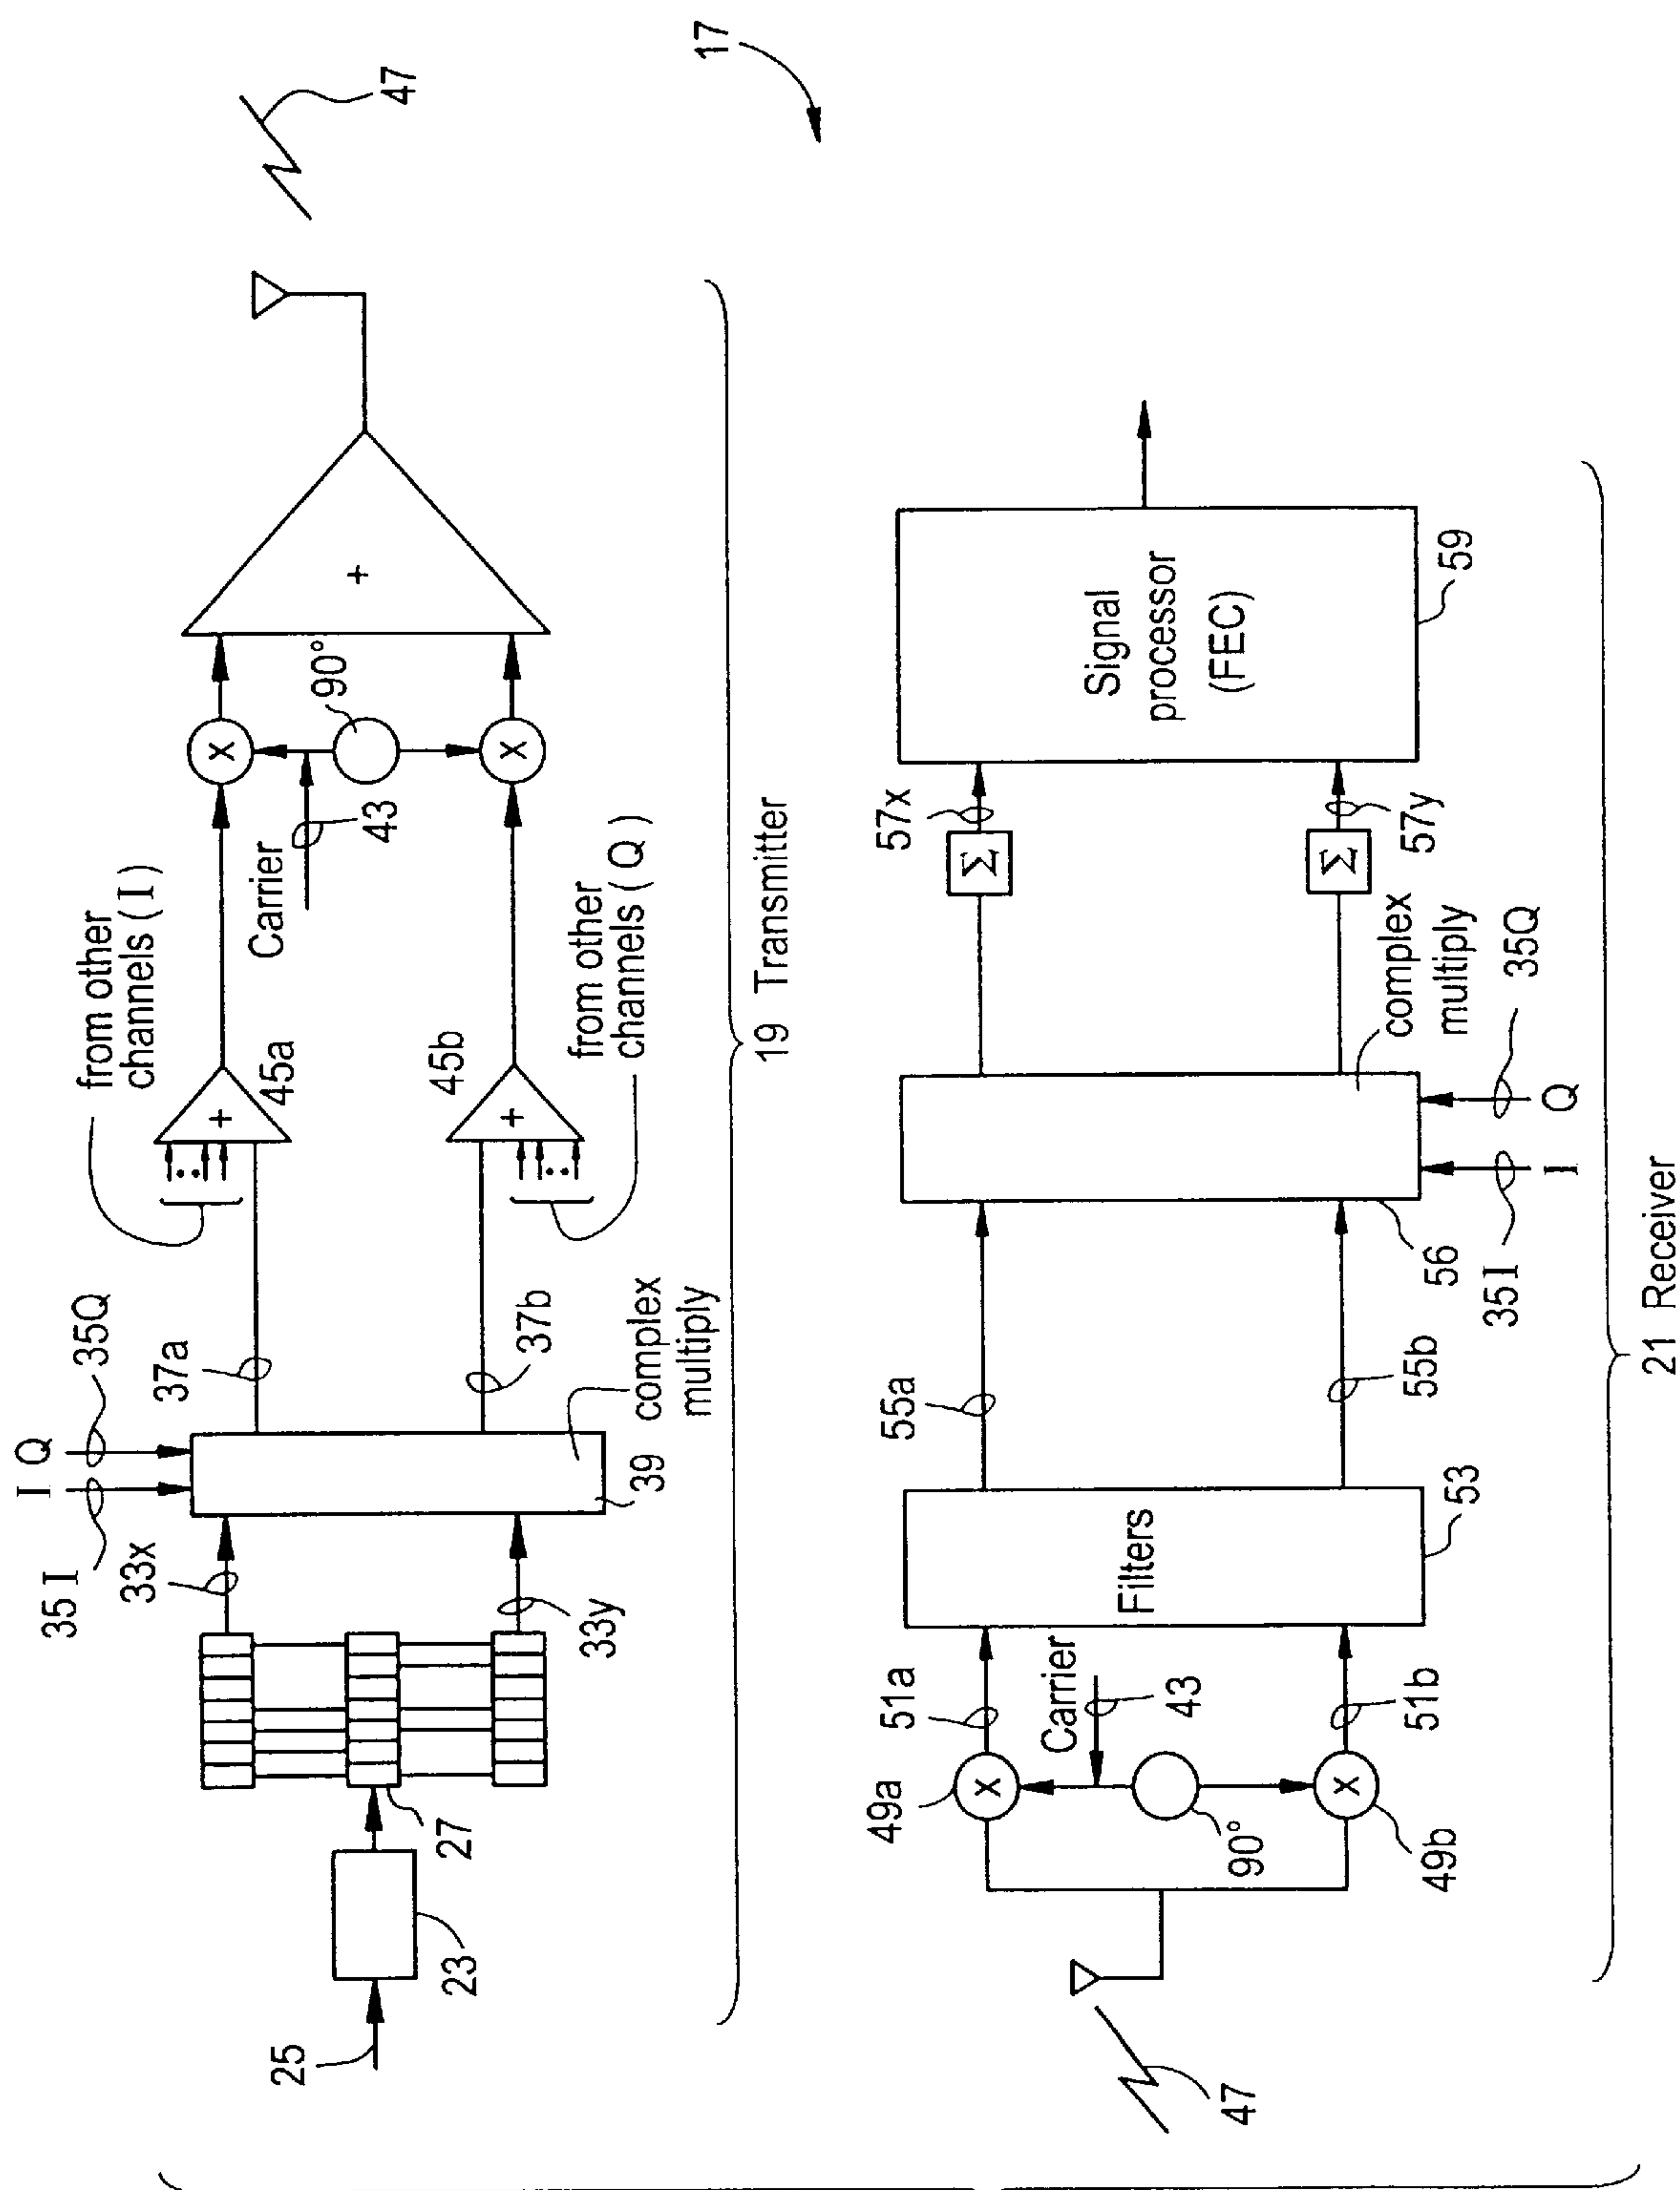 47
17
from other
channels (I)
Carrier
43
90°
45a
35Q
I Q
35 I
33x
37a
45b
from other
channels (Q)
37b
complex
multiply
39
33y
27
23
25
+
+
+
X
X
19 Transmitter
47
49a
49b
90°
X
X
Carrier
43
51a
51b
Filters
53
55a
55b
56
35I
I
Q
35Q
complex
multiply
Σ
Σ
57x
57y
Signal
processor
(FEC)
59
21 Receiver